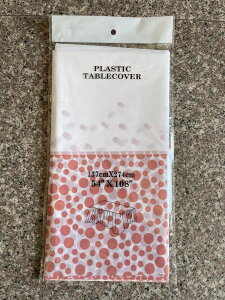 PLASTIC
TABLECOVER
137cmX274cm
54"X108"